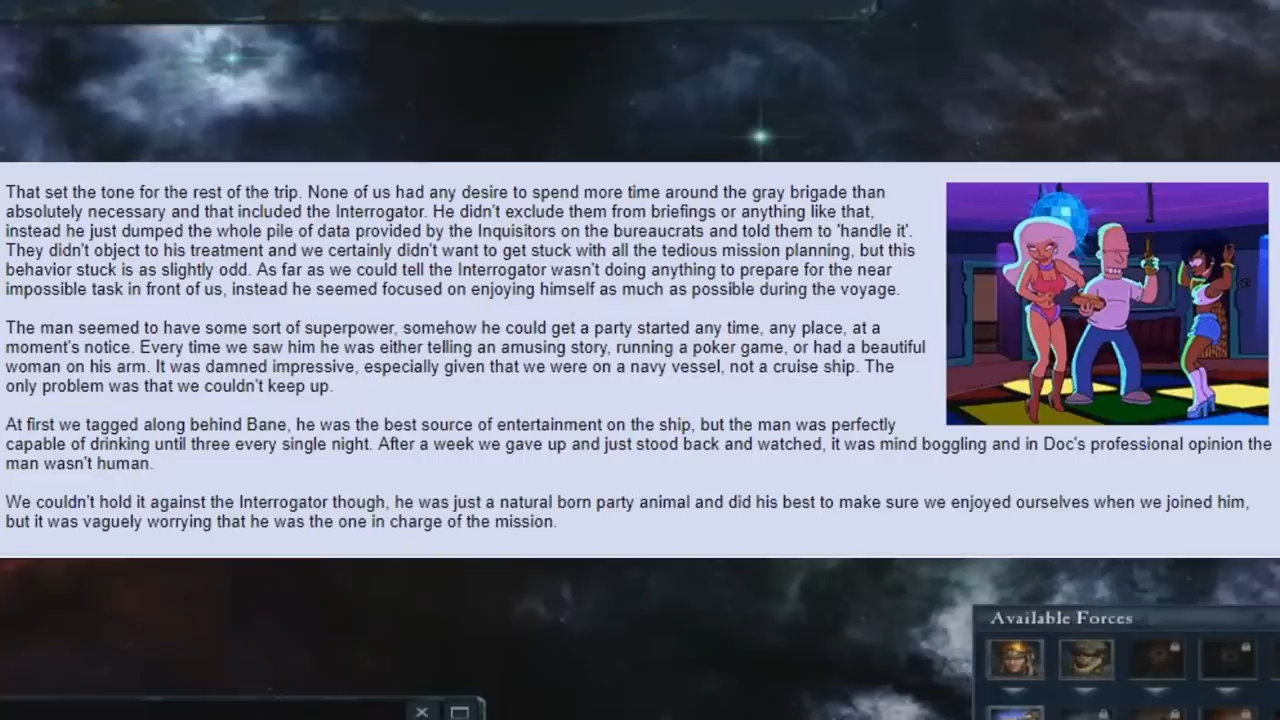 That set the tone for the rest of the trip. None of us had any desire to spend more time around the gray brigade than
absolutely necessary and that included the Interrogator. He didn't exclude them from briefings or anything like that,
instead he just dumped the whole pile of data provided by the Inquisitors on the bureaucrats and told them to 'handle it'.
They didn't object to his treatment and we certainly didn't want to get stuck with all the tedious mission planning, but this
behavior stuck is as slightly odd. As far as we could tell the Interrogator wasn't doing anything to prepare for the near
impossible task in front of us, instead he seemed focused on enjoying himself as much as possible during the voyage.
The man seemed to have some sort of superpower, somehow he could get a party started any time, any place, at a
moment's notice. Every time we saw him he was either telling an amusing story, running a poker game, or had a beautiful
woman on his arm. It was damned impressive, especially given that we were on a navy vessel, not a cruise ship. The
only problem was that we couldn't keep up.
At first we tagged along behind Bane, he was the best source of entertainment on the ship, but the man was perfectly
capable of drinking until three every single night. After a week we gave up and just stood back and watched, it was mind boggling and in Doc's professional opinion the
man wasn't human.
We couldn't hold it against the Interrogator though, he was just a natural born party animal and did his best to make sure we enjoyed ourselves when we joined him,
but it was vaguely worrying that he was the one in charge of the mission.
Available Forces